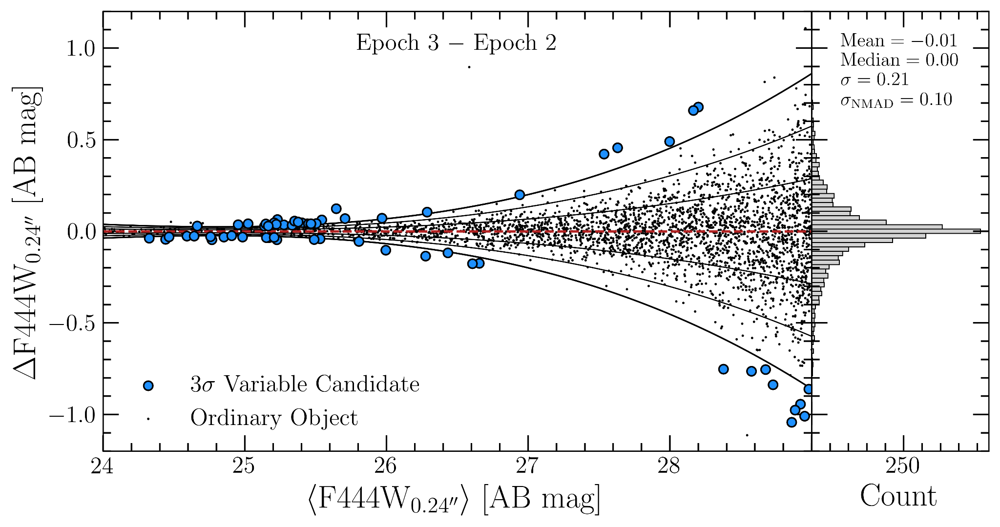 Epoch 3 − Epoch 2
Mean = −0.01
Median = 0.00
σ = 0.21
σNMAD = 0.10
1.0
0.5
0.0
−0.5
−1.0
ΔF444W0.24″ [AB mag]
3σ Variable Candidate
Ordinary Object
24 25 26 27 28 250
⟨F444W0.24″⟩ [AB mag] Count